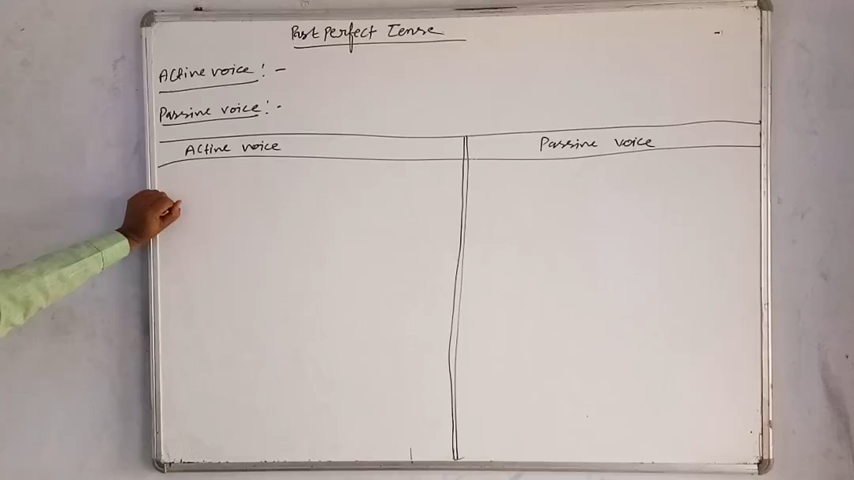 Past Perfect Tense
Active voice : -
Passive voice : -
Active voice
Passive voice